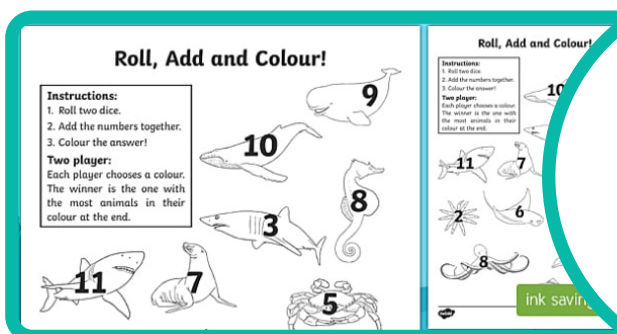 Roll, Add and Colour!
Instructions:
1. Roll two dice.
2. Add the numbers together.
3. Colour the answer!
Two player:
Each player chooses a colour.
The winner is the one with
the most animals in their
colour at the end.
9
10
8
3
11
7
5
Roll, Add and Colour!
Instructions:
1. Roll two dice.
2. Add the numbers together.
3. Colour the answer!
Two player:
Each player chooses a colour.
The winner is the one with
the most animals in their
colour at the end.
10
11
7
2
6
8
ink savin